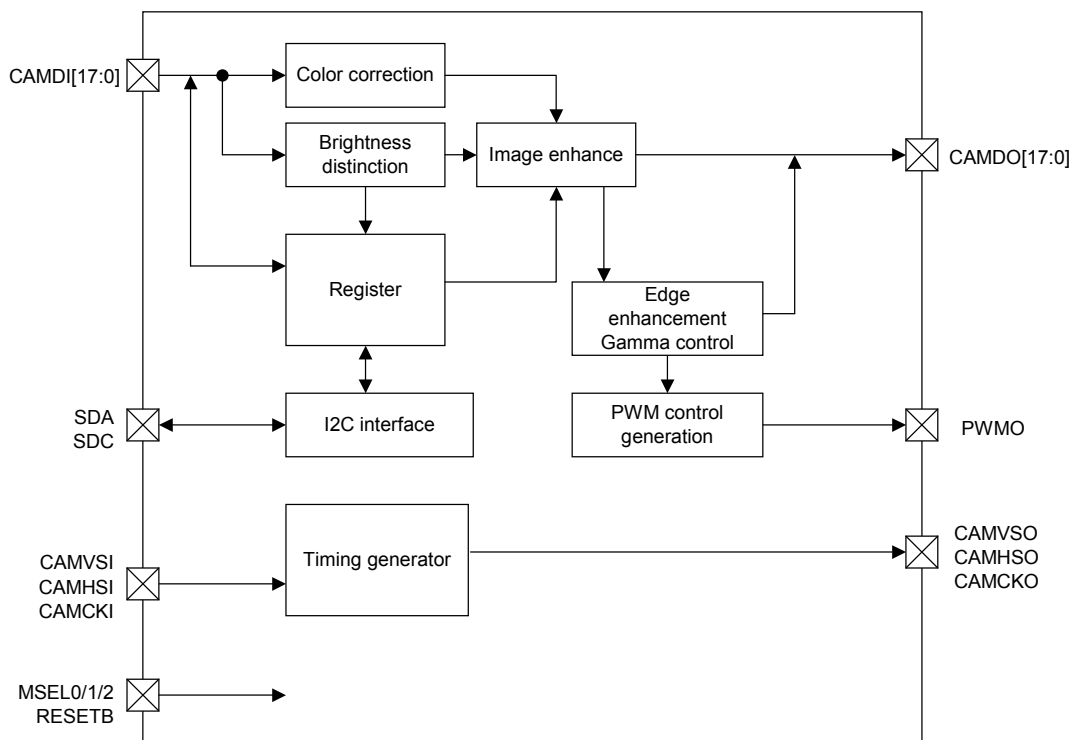 CAMDI[17:0]
Color correction
Brightness
distinction
Image enhance
CAMDO[17:0]
Register
Edge
enhancement
Gamma control
SDA
SDC
I2C interface
PWM control
generation
PWMO
CAMVSI
CAMHSI
CAMCKI
Timing generator
CAMVSO
CAMHSO
CAMCKO
MSEL0/1/2
RESETB